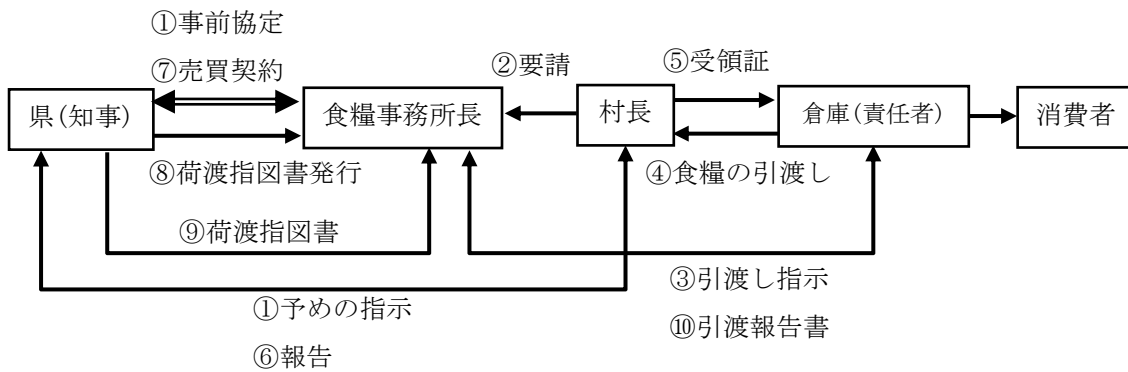 ①事前協定
⑦売買契約
②要請
⑤受領証
県(知事)
食糧事務所長
村長
倉庫(責任者)
消費者
⑧荷渡指図書発行
④食糧の引渡し
⑨荷渡指図書
③引渡し指示
①予めの指示
⑩引渡報告書
⑥報告